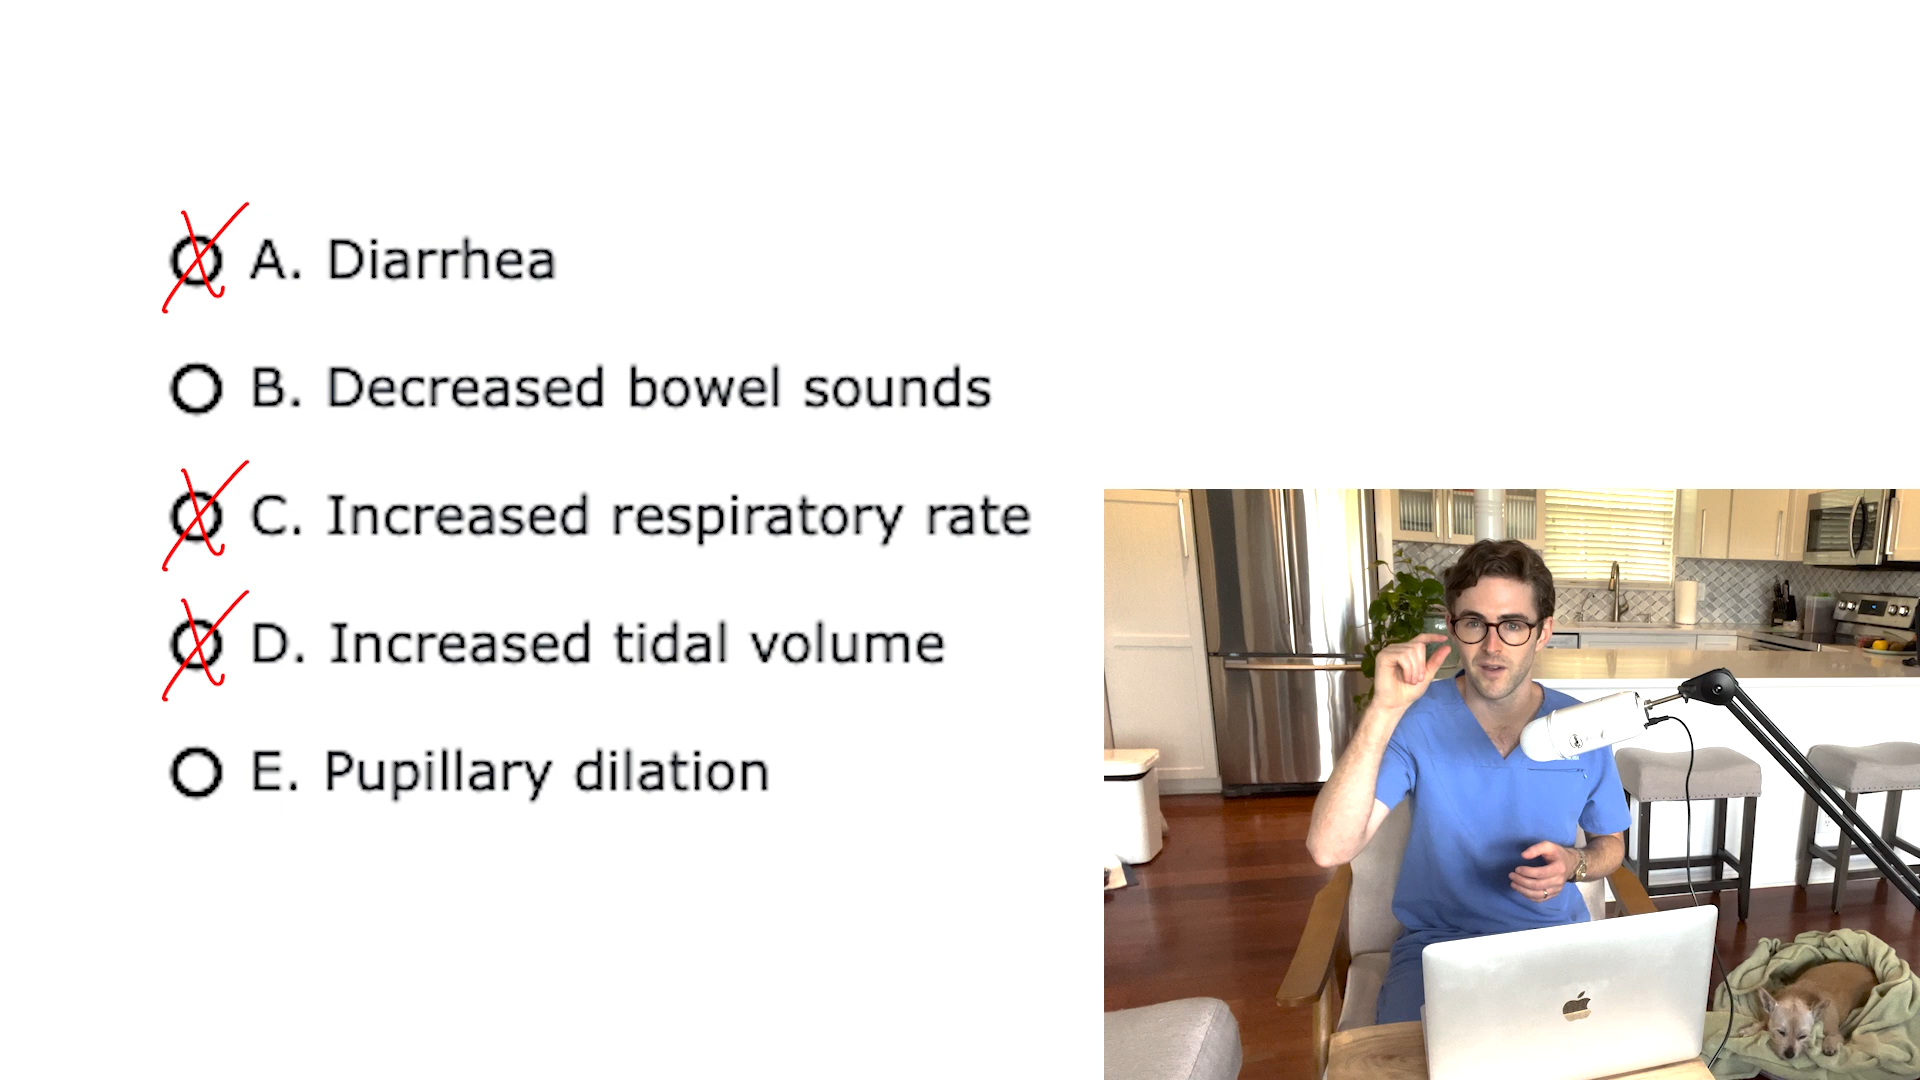 A. Diarrhea
B. Decreased bowel sounds
C. Increased respiratory rate
D. Increased tidal volume
E. Pupillary dilation